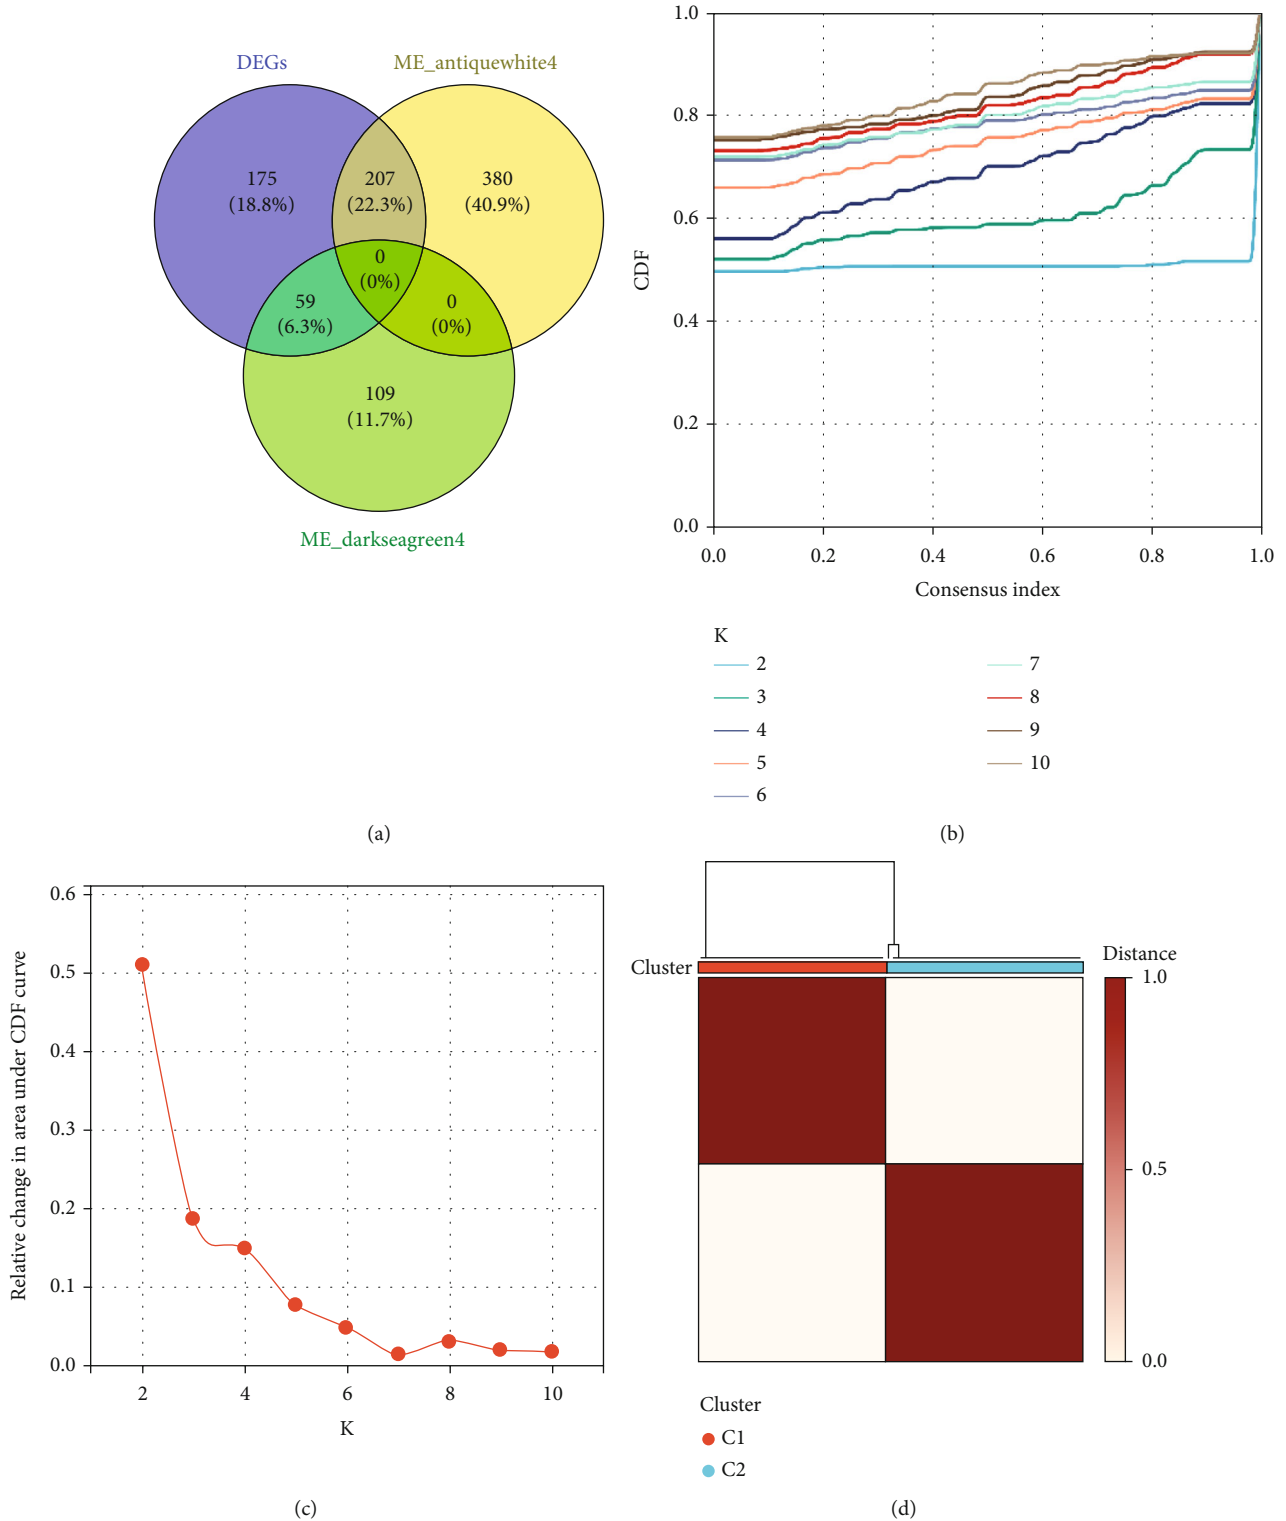 DEGs
ME_antiquewhite4
175
(18.8%)
207
(22.3%)
380
(40.9%)
0
(0%)
59
(6.3%)
0
(0%)
109
(11.7%)
ME_darkseagreen4
(a)
CDF
1.0
0.8
0.6
0.4
0.2
0.0
0.0 0.2 0.4 0.6 0.8 1.0
Consensus index
K
2
3
4
5
6
7
8
9
10
(b)
Relative change in area under CDF curve
0.6
0.5
0.4
0.3
0.2
0.1
0.0
2 4 6 8 10
K
(c)
Cluster
Distance
1.0
0.5
0.0
Cluster
C1
C2
(d)